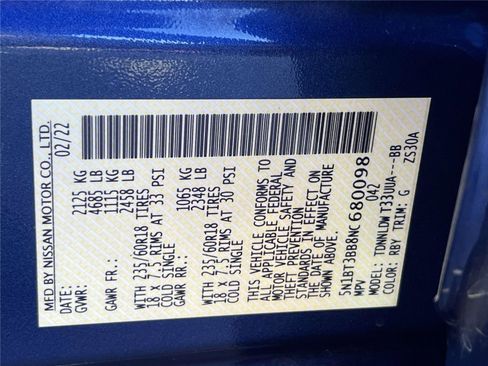 MFD BY NISSAN MOTOR CO., LTD.
DATE: 02/22
GVWR: 2125 KG
4685 LB
GAWR FR.: 1115 KG
2458 LB
WITH 235/60R18 TIRES
18 X 7.5 RIMS AT 33 PSI
COLD SINGLE
GAWR RR.: 1065 KG
2348 LB
WITH 235/60R18 TIRES
18 X 7.5 RIMS AT 30 PSI
COLD SINGLE
THIS VEHICLE CONFORMS TO
ALL APPLICABLE FEDERAL
MOTOR VEHICLE SAFETY AND
THEFT PREVENTION
STANDARDS IN EFFECT ON
THE DATE OF MANUFACTURE
SHOWN ABOVE.
5N1BT3BB8NC680098
MPV 042
TYPE: TDNNLDW T33UUA---BB
COLOR: RBY TRIM: G ZS30A